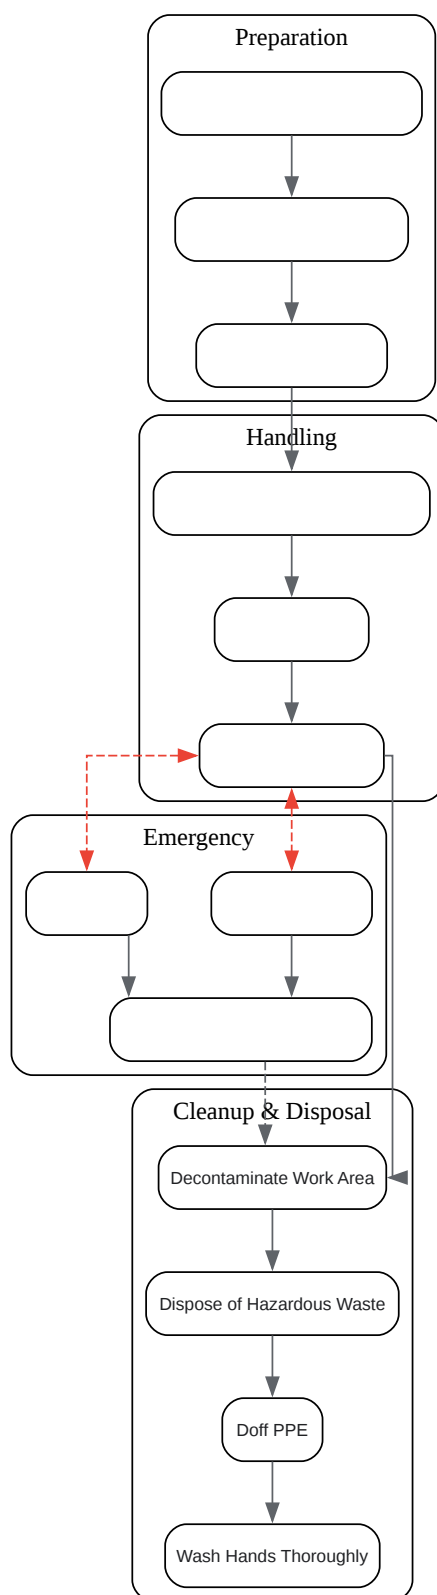 Preparation
Handling
Emergency
Cleanup & Disposal
Decontaminate Work Area
Dispose of Hazardous Waste
Doff PPE
Wash Hands Thoroughly